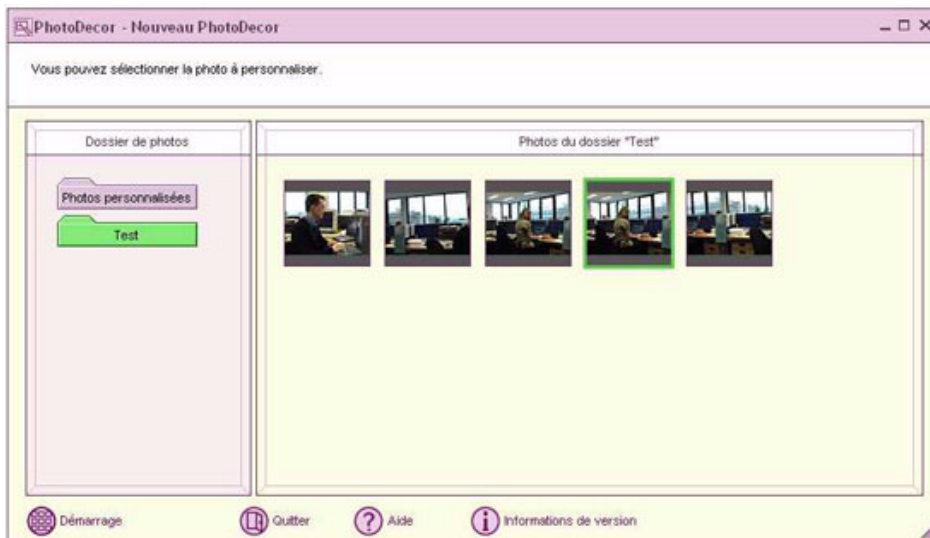 PhotoDecor - Nouveau PhotoDecor
Vous pouvez sélectionner la photo à personnaliser.
Dossier de photos
Photos du dossier "Test"
Photos personnalisées
Test
Démarrage
Quitter
Aide
Informations de version